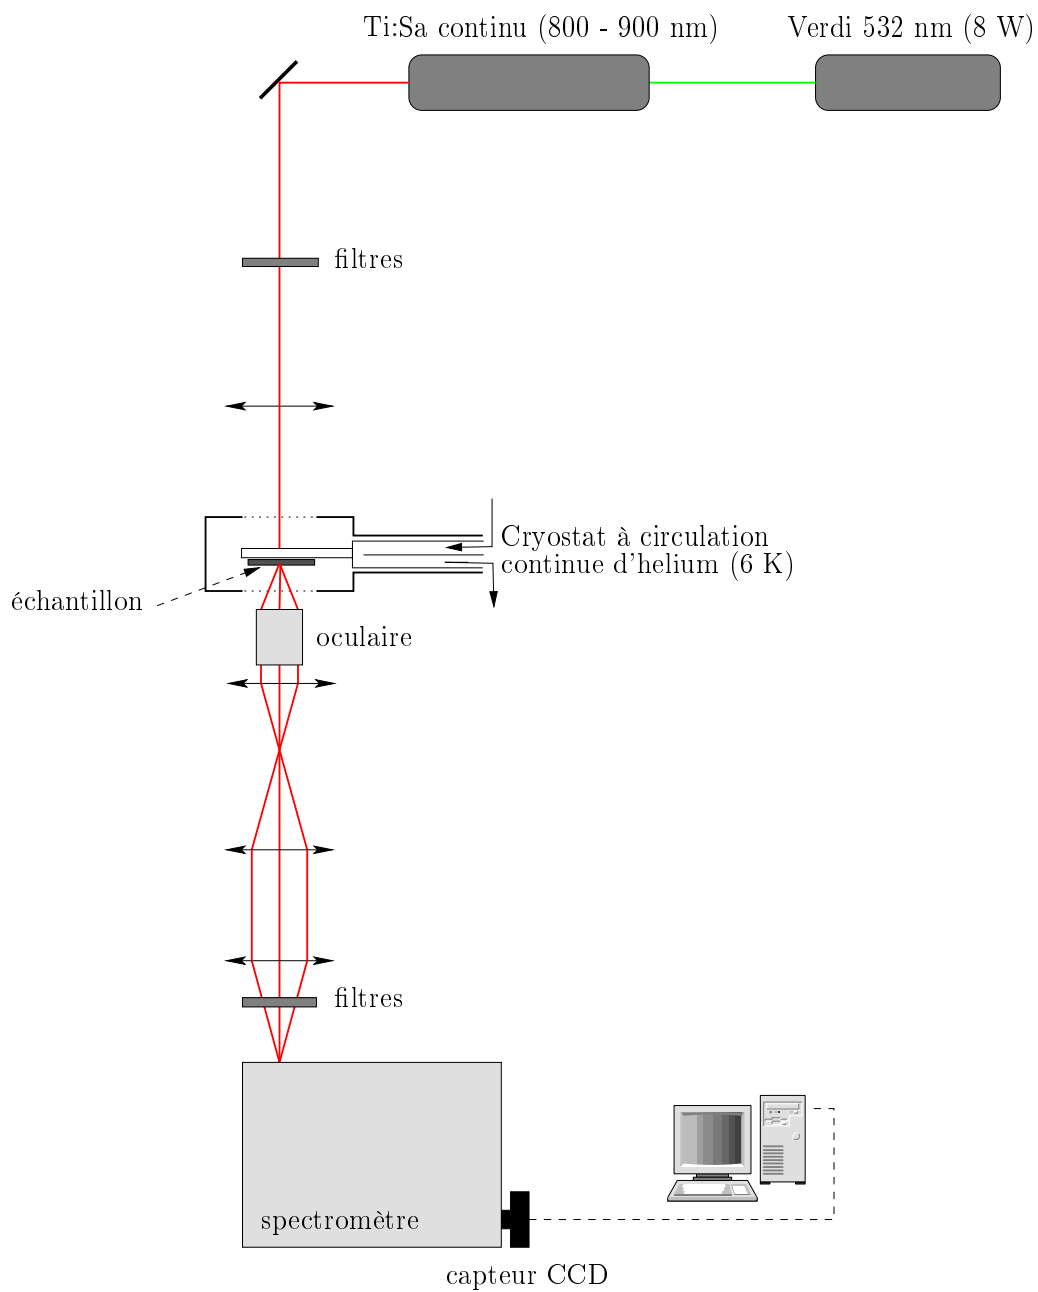 Ti:Sa continu (800 - 900 nm)
Verdi 532 nm (8 W)
filtres
Cryostat à circulation
continue d'helium (6 K)
échantillon
oculaire
filtres
spectromètre
capteur CCD